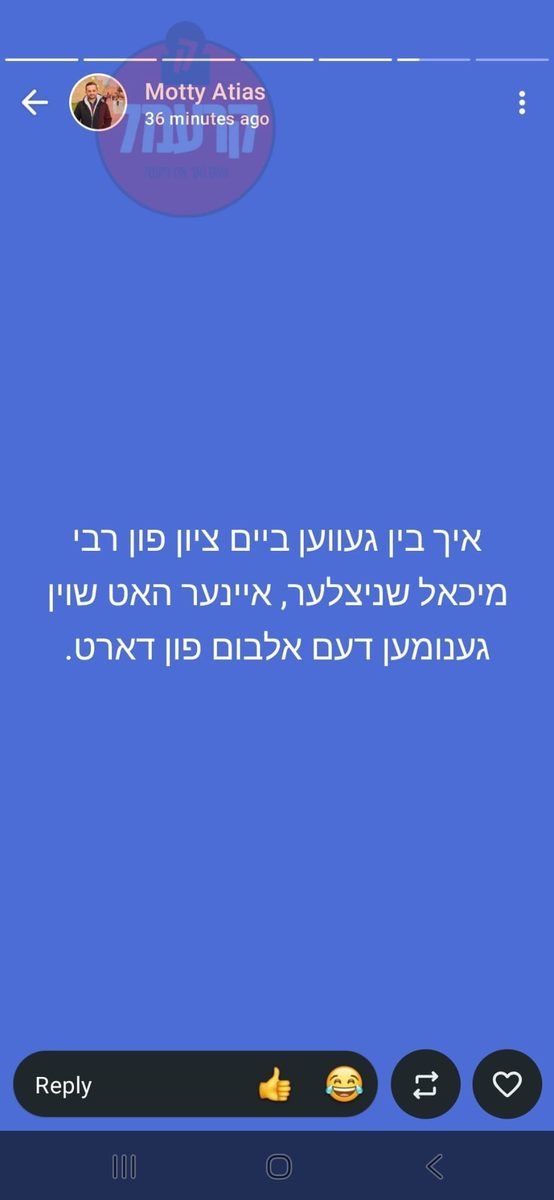 Motty Atias
36 minutes ago
ק
קרעמל
איך בין געווען ביים ציון פון רבי
מיכאל שניצלער, איינער האט שוין
גענומען דעם אלבום פון דארט.
Reply